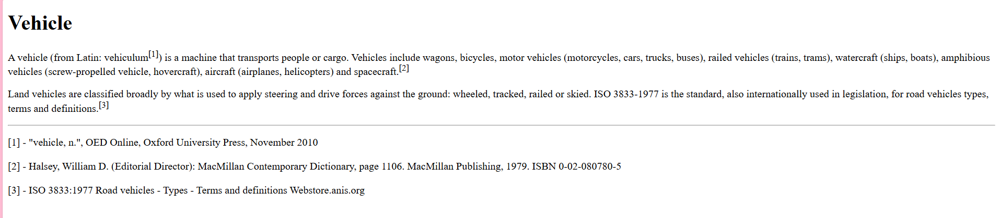 Vehicle
A vehicle (from Latin: vehiculum[1]) is a machine that transports people or cargo. Vehicles include wagons, bicycles, motor vehicles (motorcycles, cars, trucks, buses), railed vehicles (trains, trams), watercraft (ships, boats), amphibious
vehicles (screw-propelled vehicle, hovercraft), aircraft (airplanes, helicopters) and spacecraft.[2]
Land vehicles are classified broadly by what is used to apply steering and drive forces against the ground: wheeled, tracked, railed or skied. ISO 3833-1977 is the standard, also internationally used in legislation, for road vehicles types,
terms and definitions.[3]
[1] - "vehicle, n.", OED Online, Oxford University Press, November 2010
[2] - Halsey, William D. (Editorial Director): MacMillan Contemporary Dictionary, page 1106. MacMillan Publishing, 1979. ISBN 0-02-080780-5
[3] - ISO 3833:1977 Road vehicles - Types - Terms and definitions Webstore.anis.org